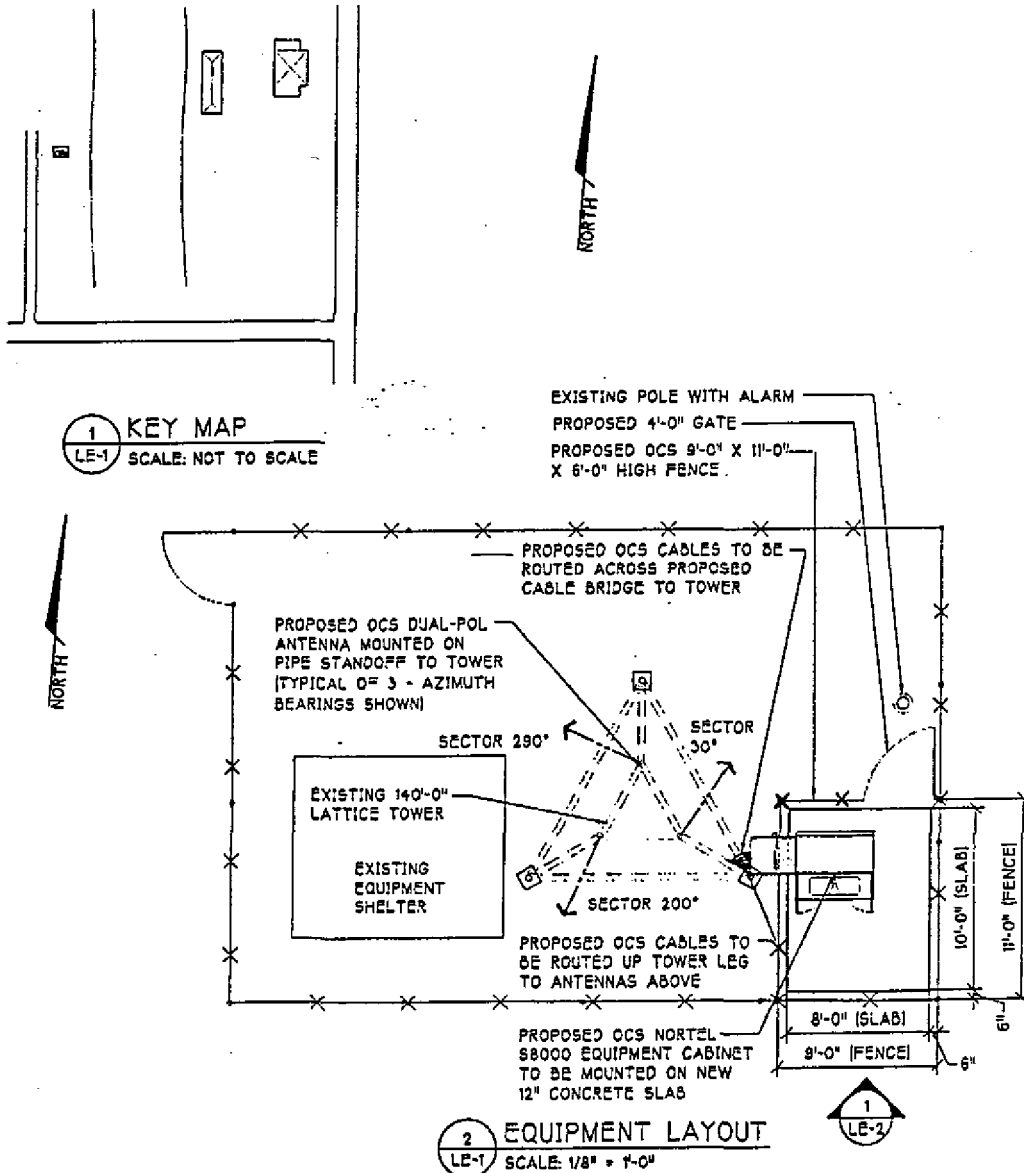 NORTH
1
LE-1
KEY MAP
SCALE: NOT TO SCALE
EXISTING POLE WITH ALARM
PROPOSED 4'-0" GATE
PROPOSED OCS 9'-0" X 11'-0"
X 6'-0" HIGH FENCE.
NORTH
PROPOSED OCS CABLES TO BE
ROUTED ACROSS PROPOSED
CABLE BRIDGE TO TOWER
PROPOSED OCS DUAL-POL
ANTENNA MOUNTED ON
PIPE STANDOFF TO TOWER
(TYPICAL OF 3 - AZIMUTH
BEARINGS SHOWN)
SECTOR 290°
SECTOR
30°
EXISTING 140'-0"
LATTICE TOWER
EXISTING
EQUIPMENT
SHELTER
SECTOR 200°
10'-0" (SLAB)
11'-0" (FENCE)
PROPOSED OCS CABLES TO
BE ROUTED UP TOWER LEG
TO ANTENNAS ABOVE
8'-0" (SLAB)
6"
9'-0" (FENCE)
6"
PROPOSED OCS NORTEL
S8000 EQUIPMENT CABINET
TO BE MOUNTED ON NEW
12" CONCRETE SLAB
1
LE-2
2
LE-1
EQUIPMENT LAYOUT
SCALE: 1/8" = 1'-0"